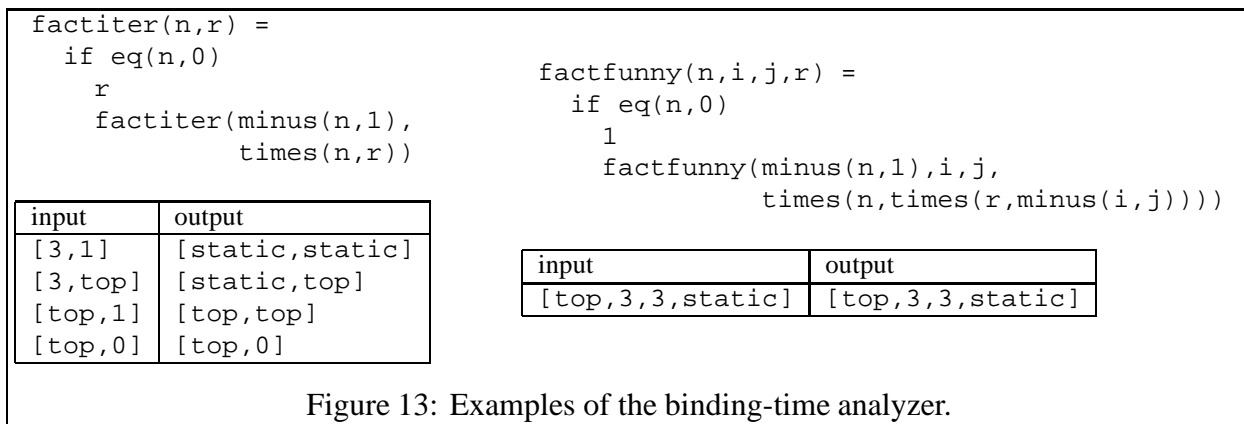 factiter(n,r) =
if eq(n,0)
r
factiter(minus(n,1),
times(n,r))
input output
[3,1] [static,static]
[3,top] [static,top]
[top,1] [top,top]
[top,0] [top,0]
factfunny(n,i,j,r) =
if eq(n,0)
1
factfunny(minus(n,1),i,j,
times(n,times(r,minus(i,j))))
input output
[top,3,3,static] [top,3,3,static]
Figure 13: Examples of the binding-time analyzer.